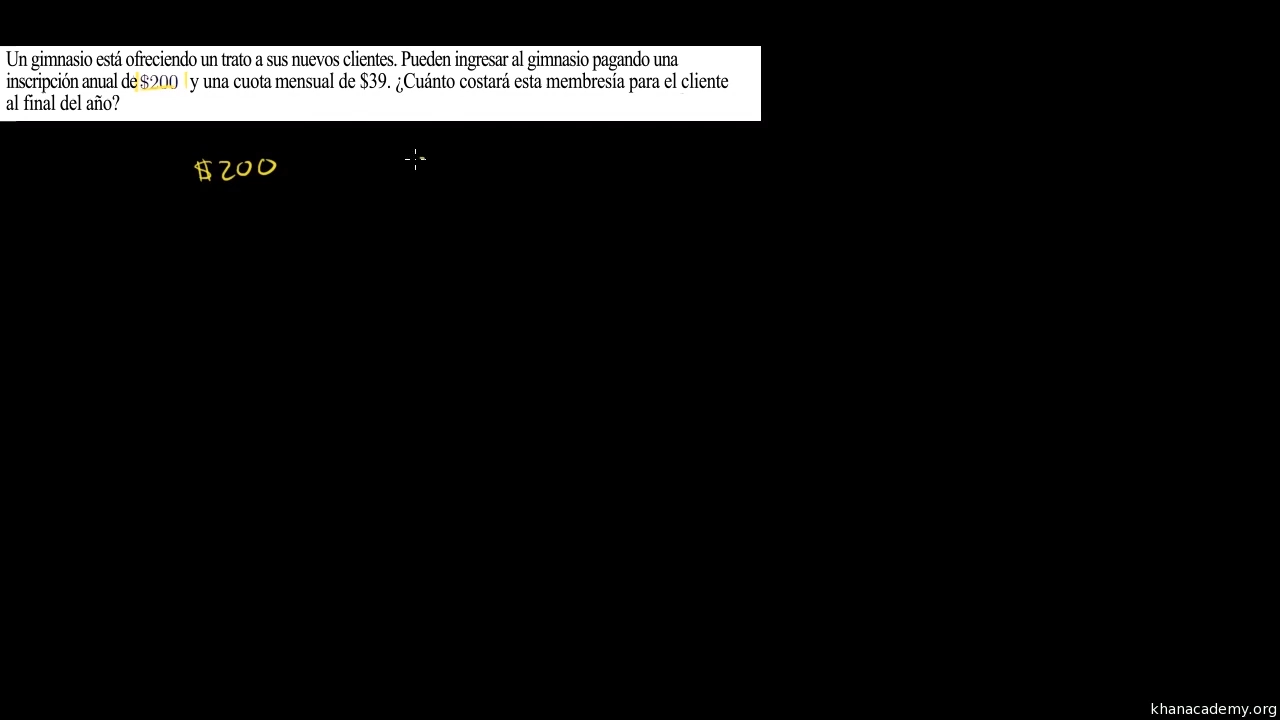 Un gimnasio está ofreciendo un trato a sus nuevos clientes. Pueden ingresar al gimnasio pagando una
inscripción anual de $200 y una cuota mensual de $39. ¿Cuánto costará esta membresía para el cliente
al final del año?
$200
khanacademy.org